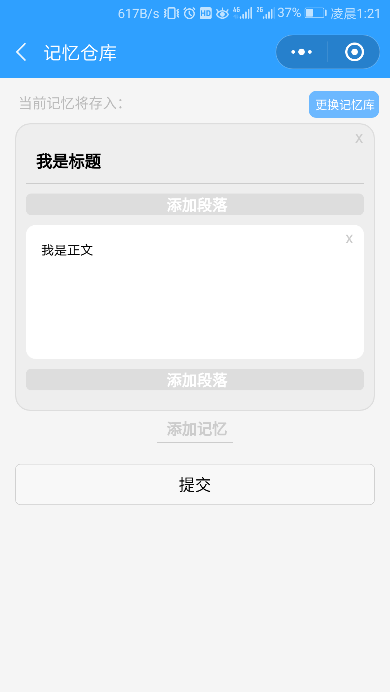 617B/s HD 4G 2G 37% 凌晨1:21
记忆仓库
当前记忆将存入：
更换记忆库
x
我是标题
添加段落
x
我是正文
添加段落
添加记忆
提交